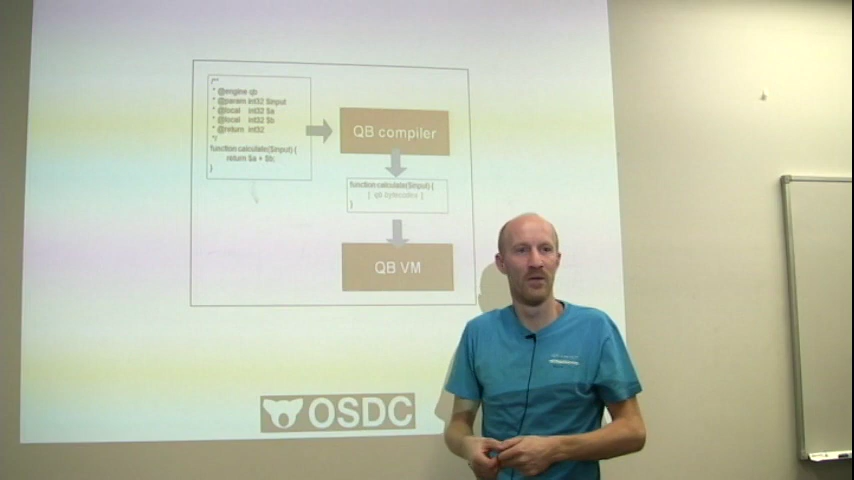 /**
* @engine qb
* @param int32 $input
* @local int32 $a
* @local int32 $b
* @return int32
*/
function calculate($input) {
return $a + $b;
}
QB compiler
function calculate($input) {
[ qb bytecodes ]
}
QB VM
OSDC